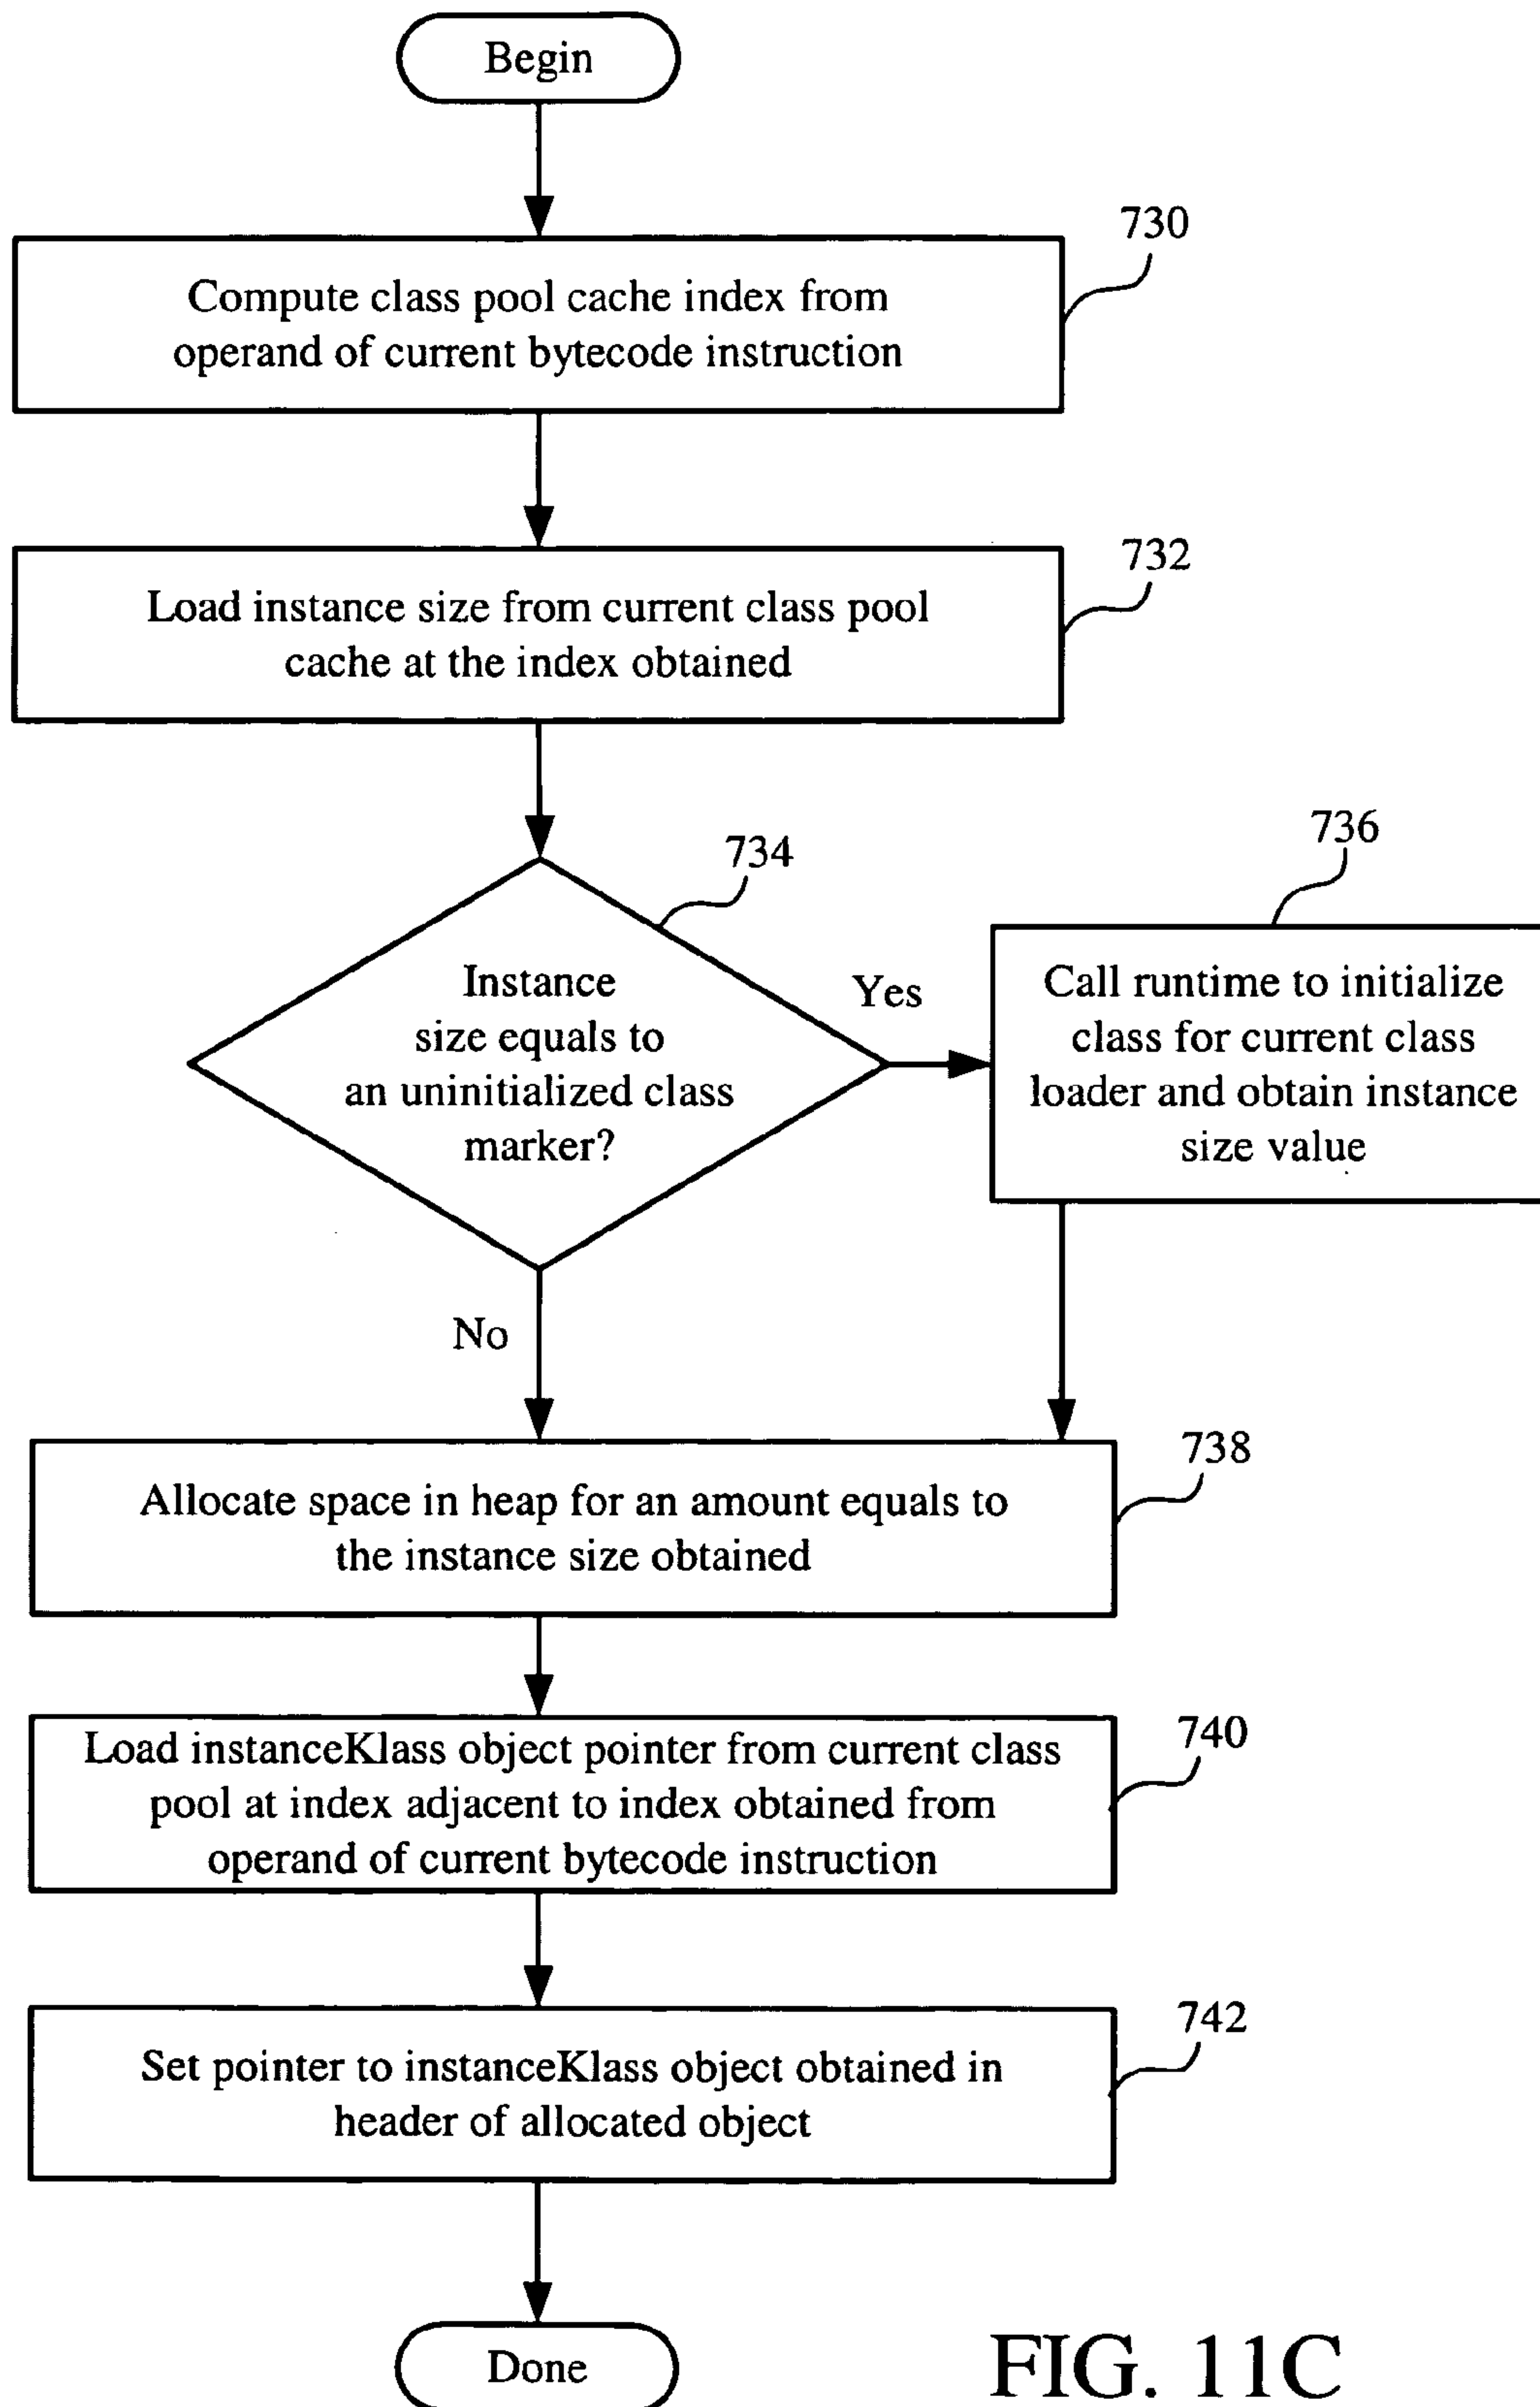 Begin
730
Compute class pool cache index from
operand of current bytecode instruction
732
Load instance size from current class pool
cache at the index obtained
734
Instance
size equals to
an uninitialized class
marker?
Yes
736
Call runtime to initialize
class for current class
loader and obtain instance
size value
No
738
Allocate space in heap for an amount equals to
the instance size obtained
740
Load instanceKlass object pointer from current class
pool at index adjacent to index obtained from
operand of current bytecode instruction
742
Set pointer to instanceKlass object obtained in
header of allocated object
Done
FIG. 11C